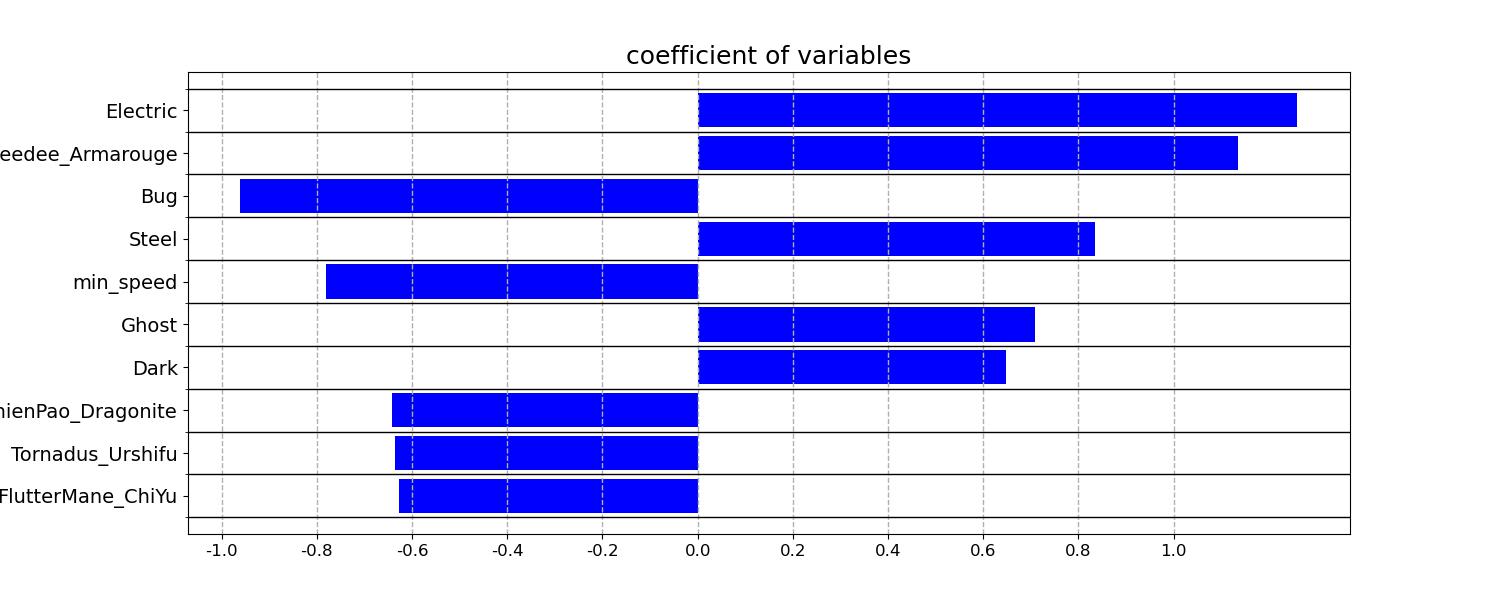 coefficient of variables
Electric
eedee_Armarouge
Bug
Steel
min_speed
Ghost
Dark
nienPao_Dragonite
Tornadus_Urshifu
FlutterMane_ChiYu
-1.0 -0.8 -0.6 -0.4 -0.2 0.0 0.2 0.4 0.6 0.8 1.0